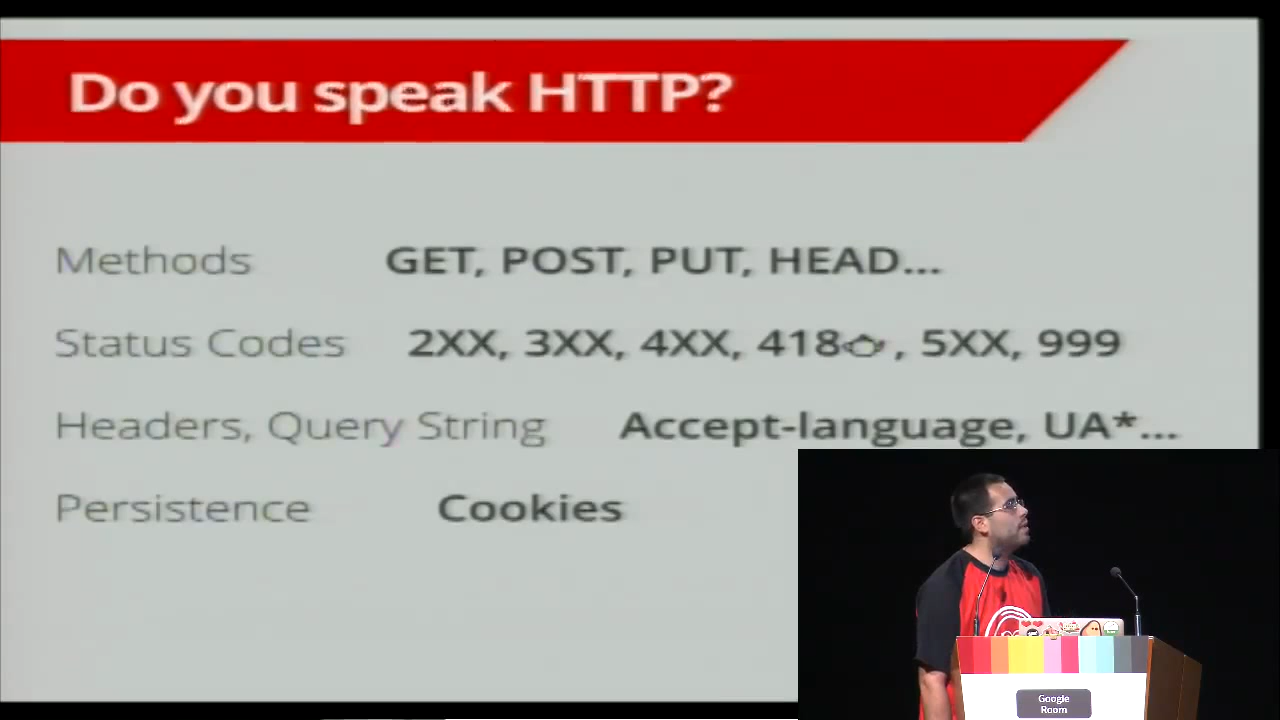 Do you speak HTTP?
Methods GET, POST, PUT, HEAD...
Status Codes 2XX, 3XX, 4XX, 418🫖, 5XX, 999
Headers, Query String Accept-language, UA*...
Persistence Cookies
Google
Room